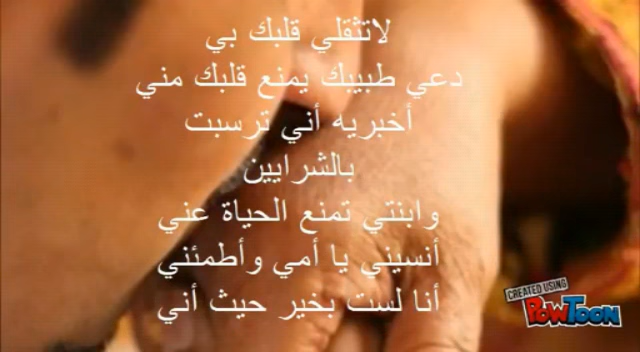 لاتثقلي قلبك بي
دعي طبيبك يمنع قلبك مني
أخبريه أني ترسبت
بالشرايين
وابنتي تمنع الحياة عني
أنسيني يا أمي وأطمئني
أنا لست بخير حيث أني
CREATED USING
POWTOON